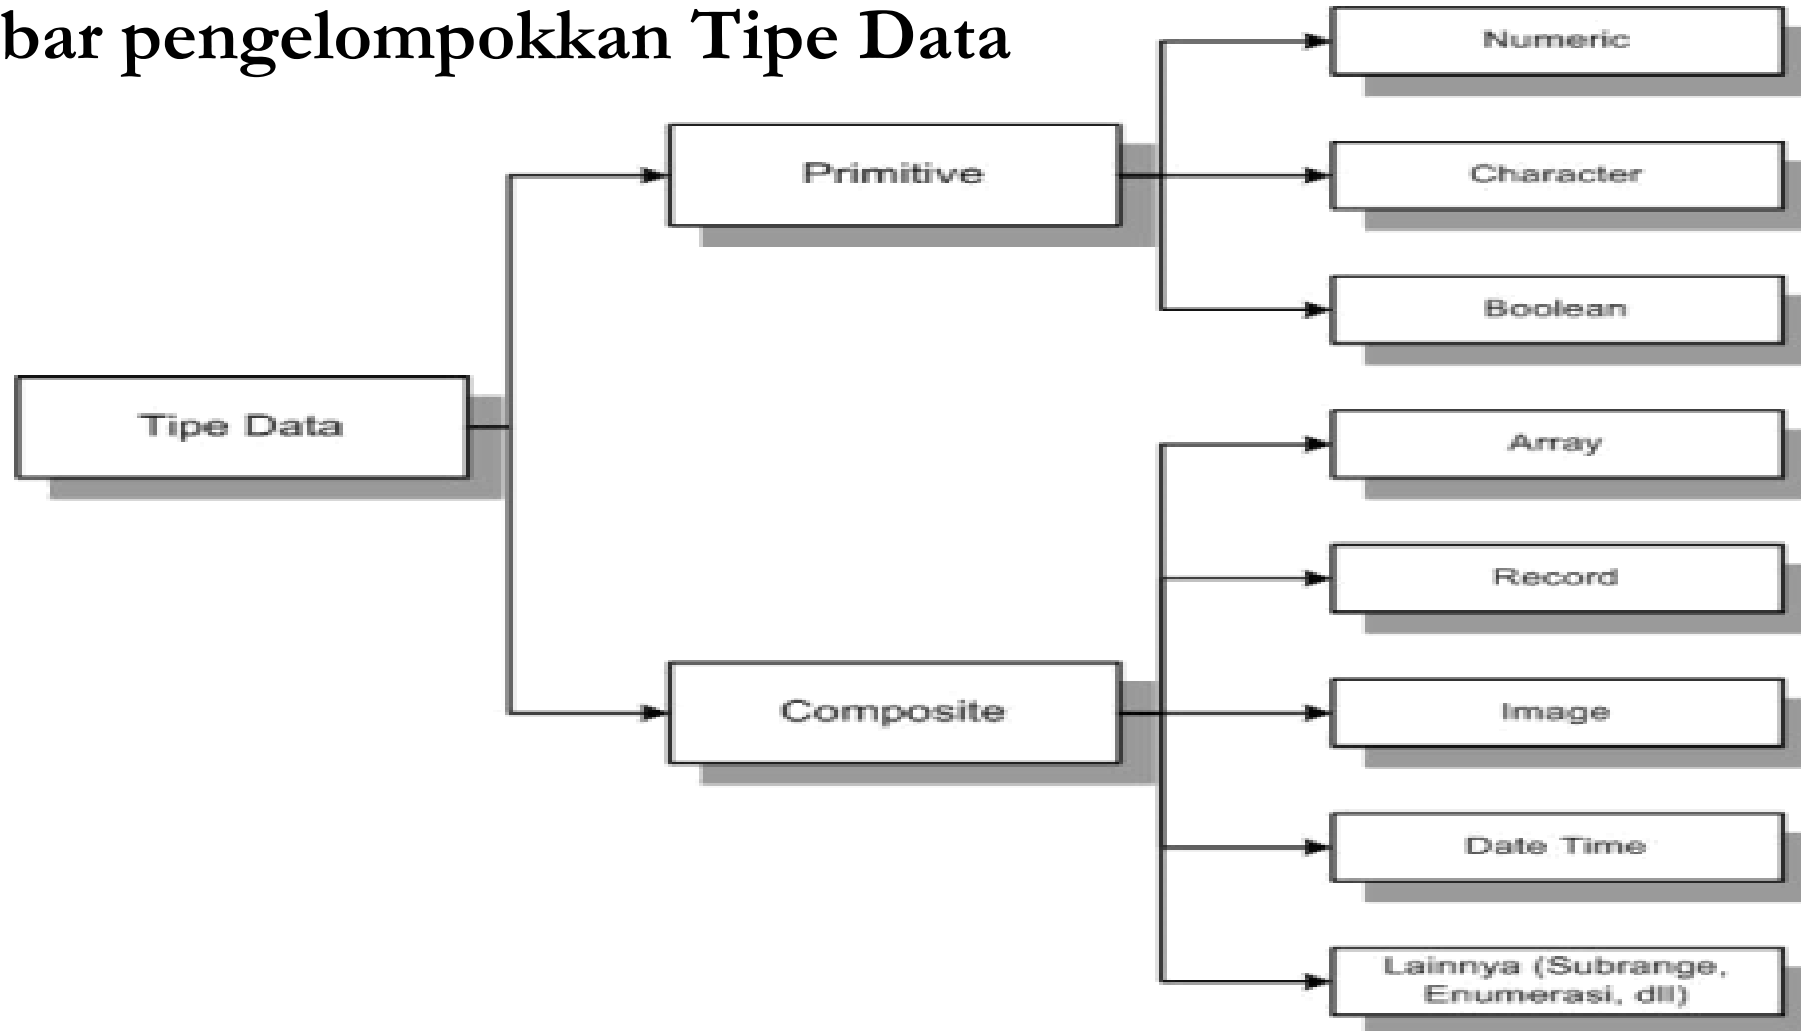 bar pengelompokkan Tipe Data
Numeric
Primitive
Character
Boolean
Tipe Data
Array
Record
Composite
Image
Date Time
Lainnya (Subrange,
Enumerasi, dll)